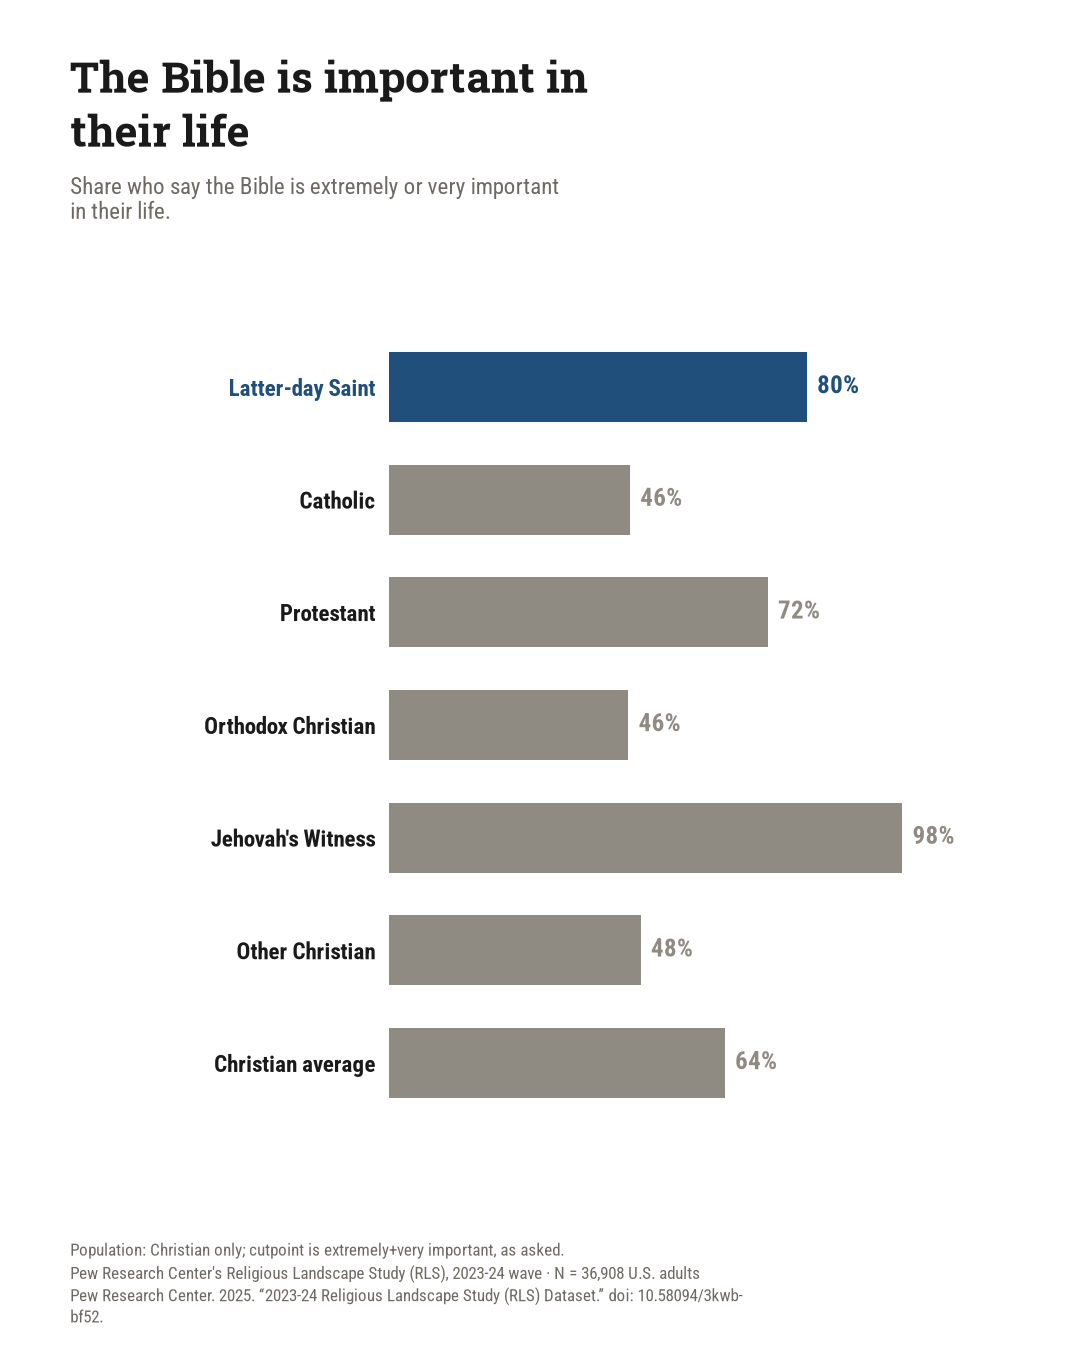 The Bible is important in
their life
Share who say the Bible is extremely or very important
in their life.
Latter-day Saint 80%
Catholic 46%
Protestant 72%
Orthodox Christian 46%
Jehovah's Witness 98%
Other Christian 48%
Christian average 64%
Population: Christian only; cutpoint is extremely+very important, as asked.
Pew Research Center's Religious Landscape Study (RLS), 2023-24 wave · N = 36,908 U.S. adults
Pew Research Center. 2025. “2023-24 Religious Landscape Study (RLS) Dataset.” doi: 10.58094/3kwb-
bf52.